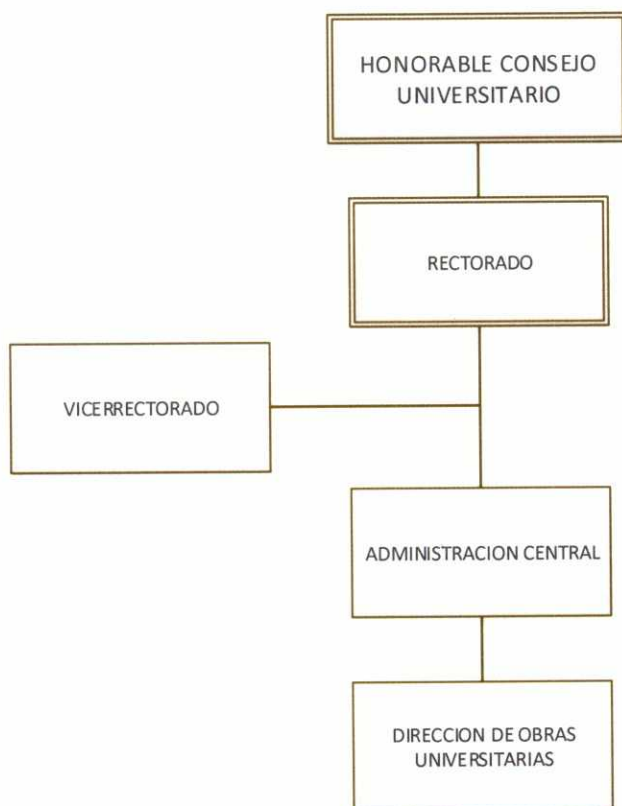 HONORABLE CONSEJO
UNIVERSITARIO
RECTORADO
VICERRECTORADO
ADMINISTRACION CENTRAL
DIRECCION DE OBRAS
UNIVERSITARIAS